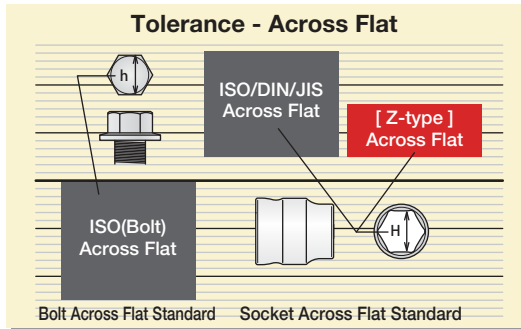 Tolerance - Across Flat
h
ISO/DIN/JIS
Across Flat
[ Z-type ]
Across Flat
ISO(Bolt)
Across Flat
H
Bolt Across Flat Standard
Socket Across Flat Standard